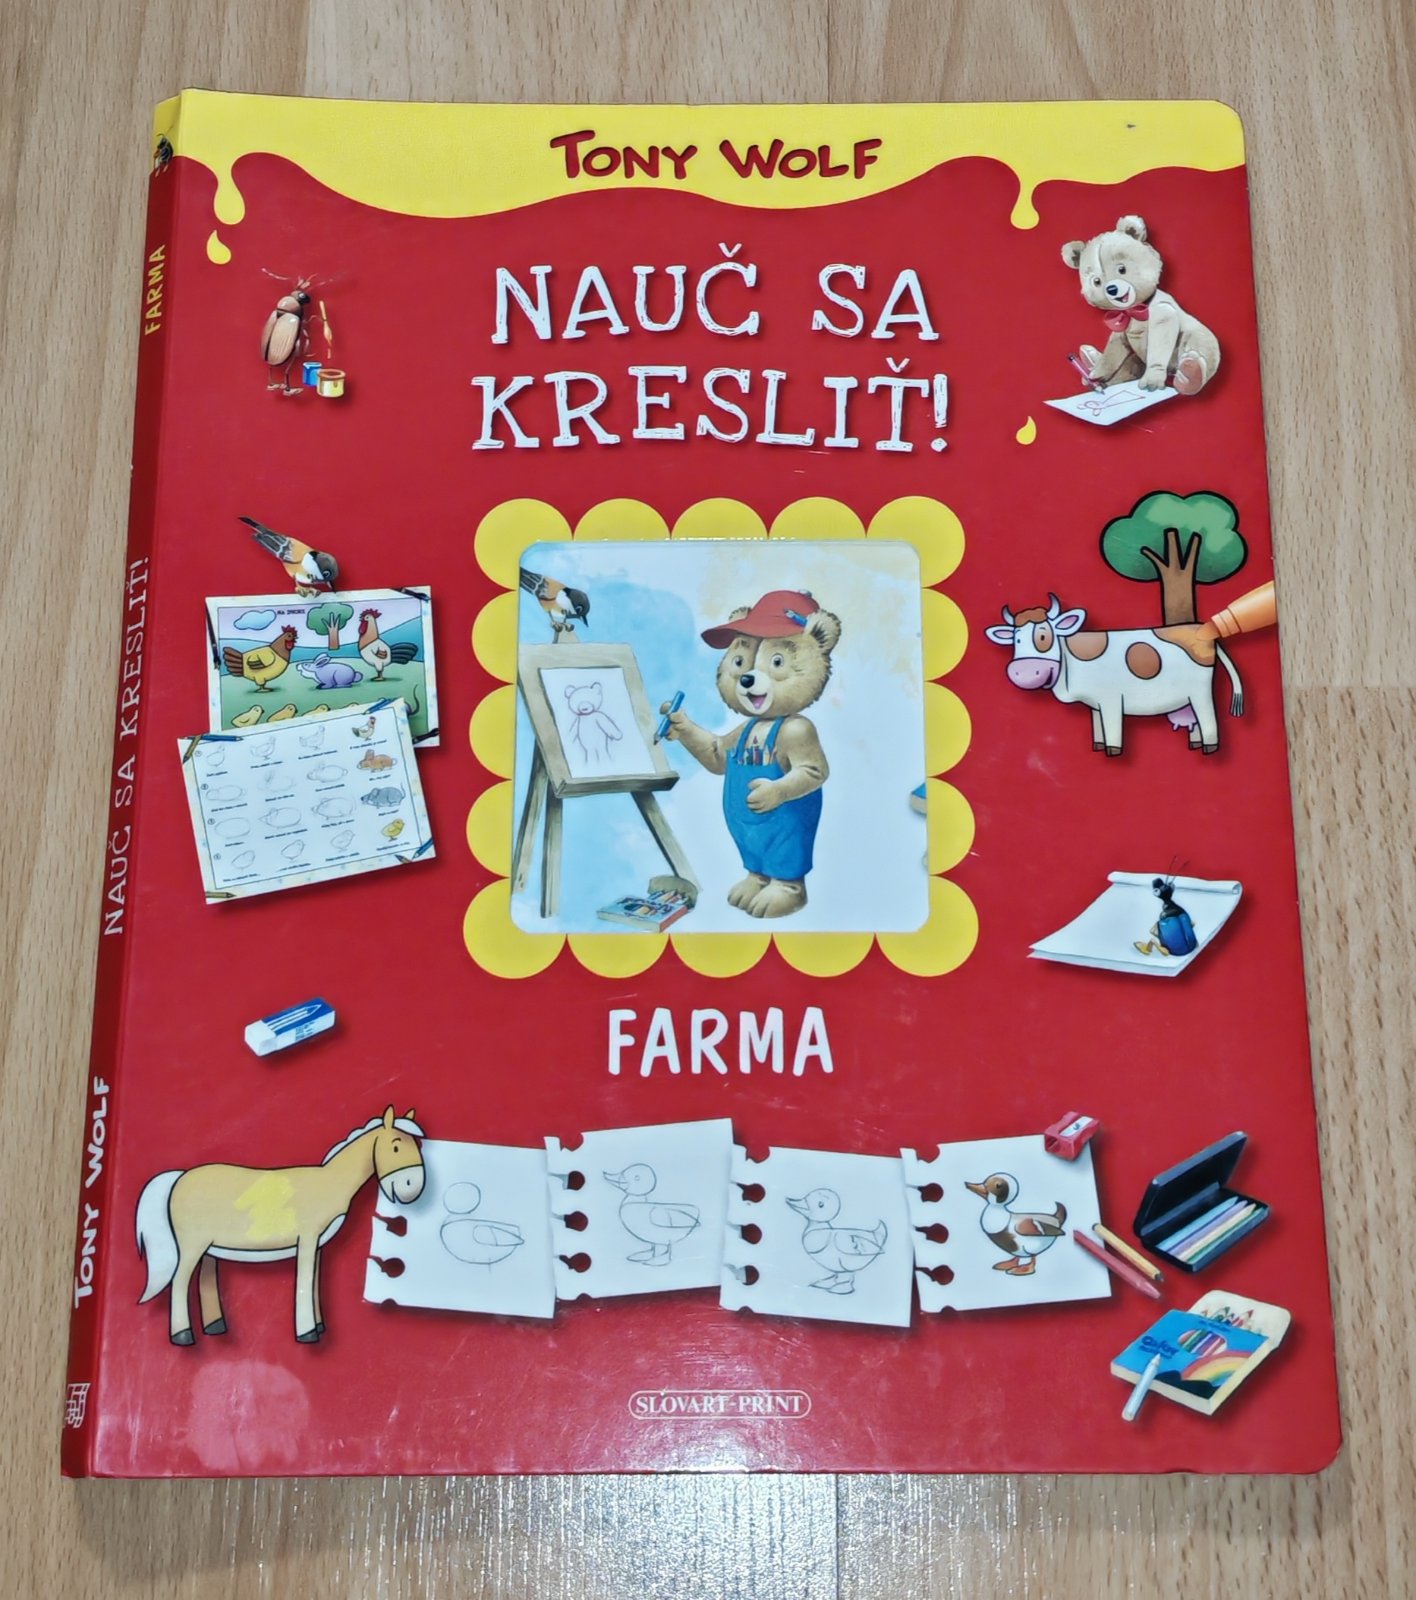 TONY WOLF
NAUČ SA
KRESLIŤ!
FARMA
SLOVART-PRINT
FARMA
NAUČ SA KRESLIŤ!
TONY WOLF